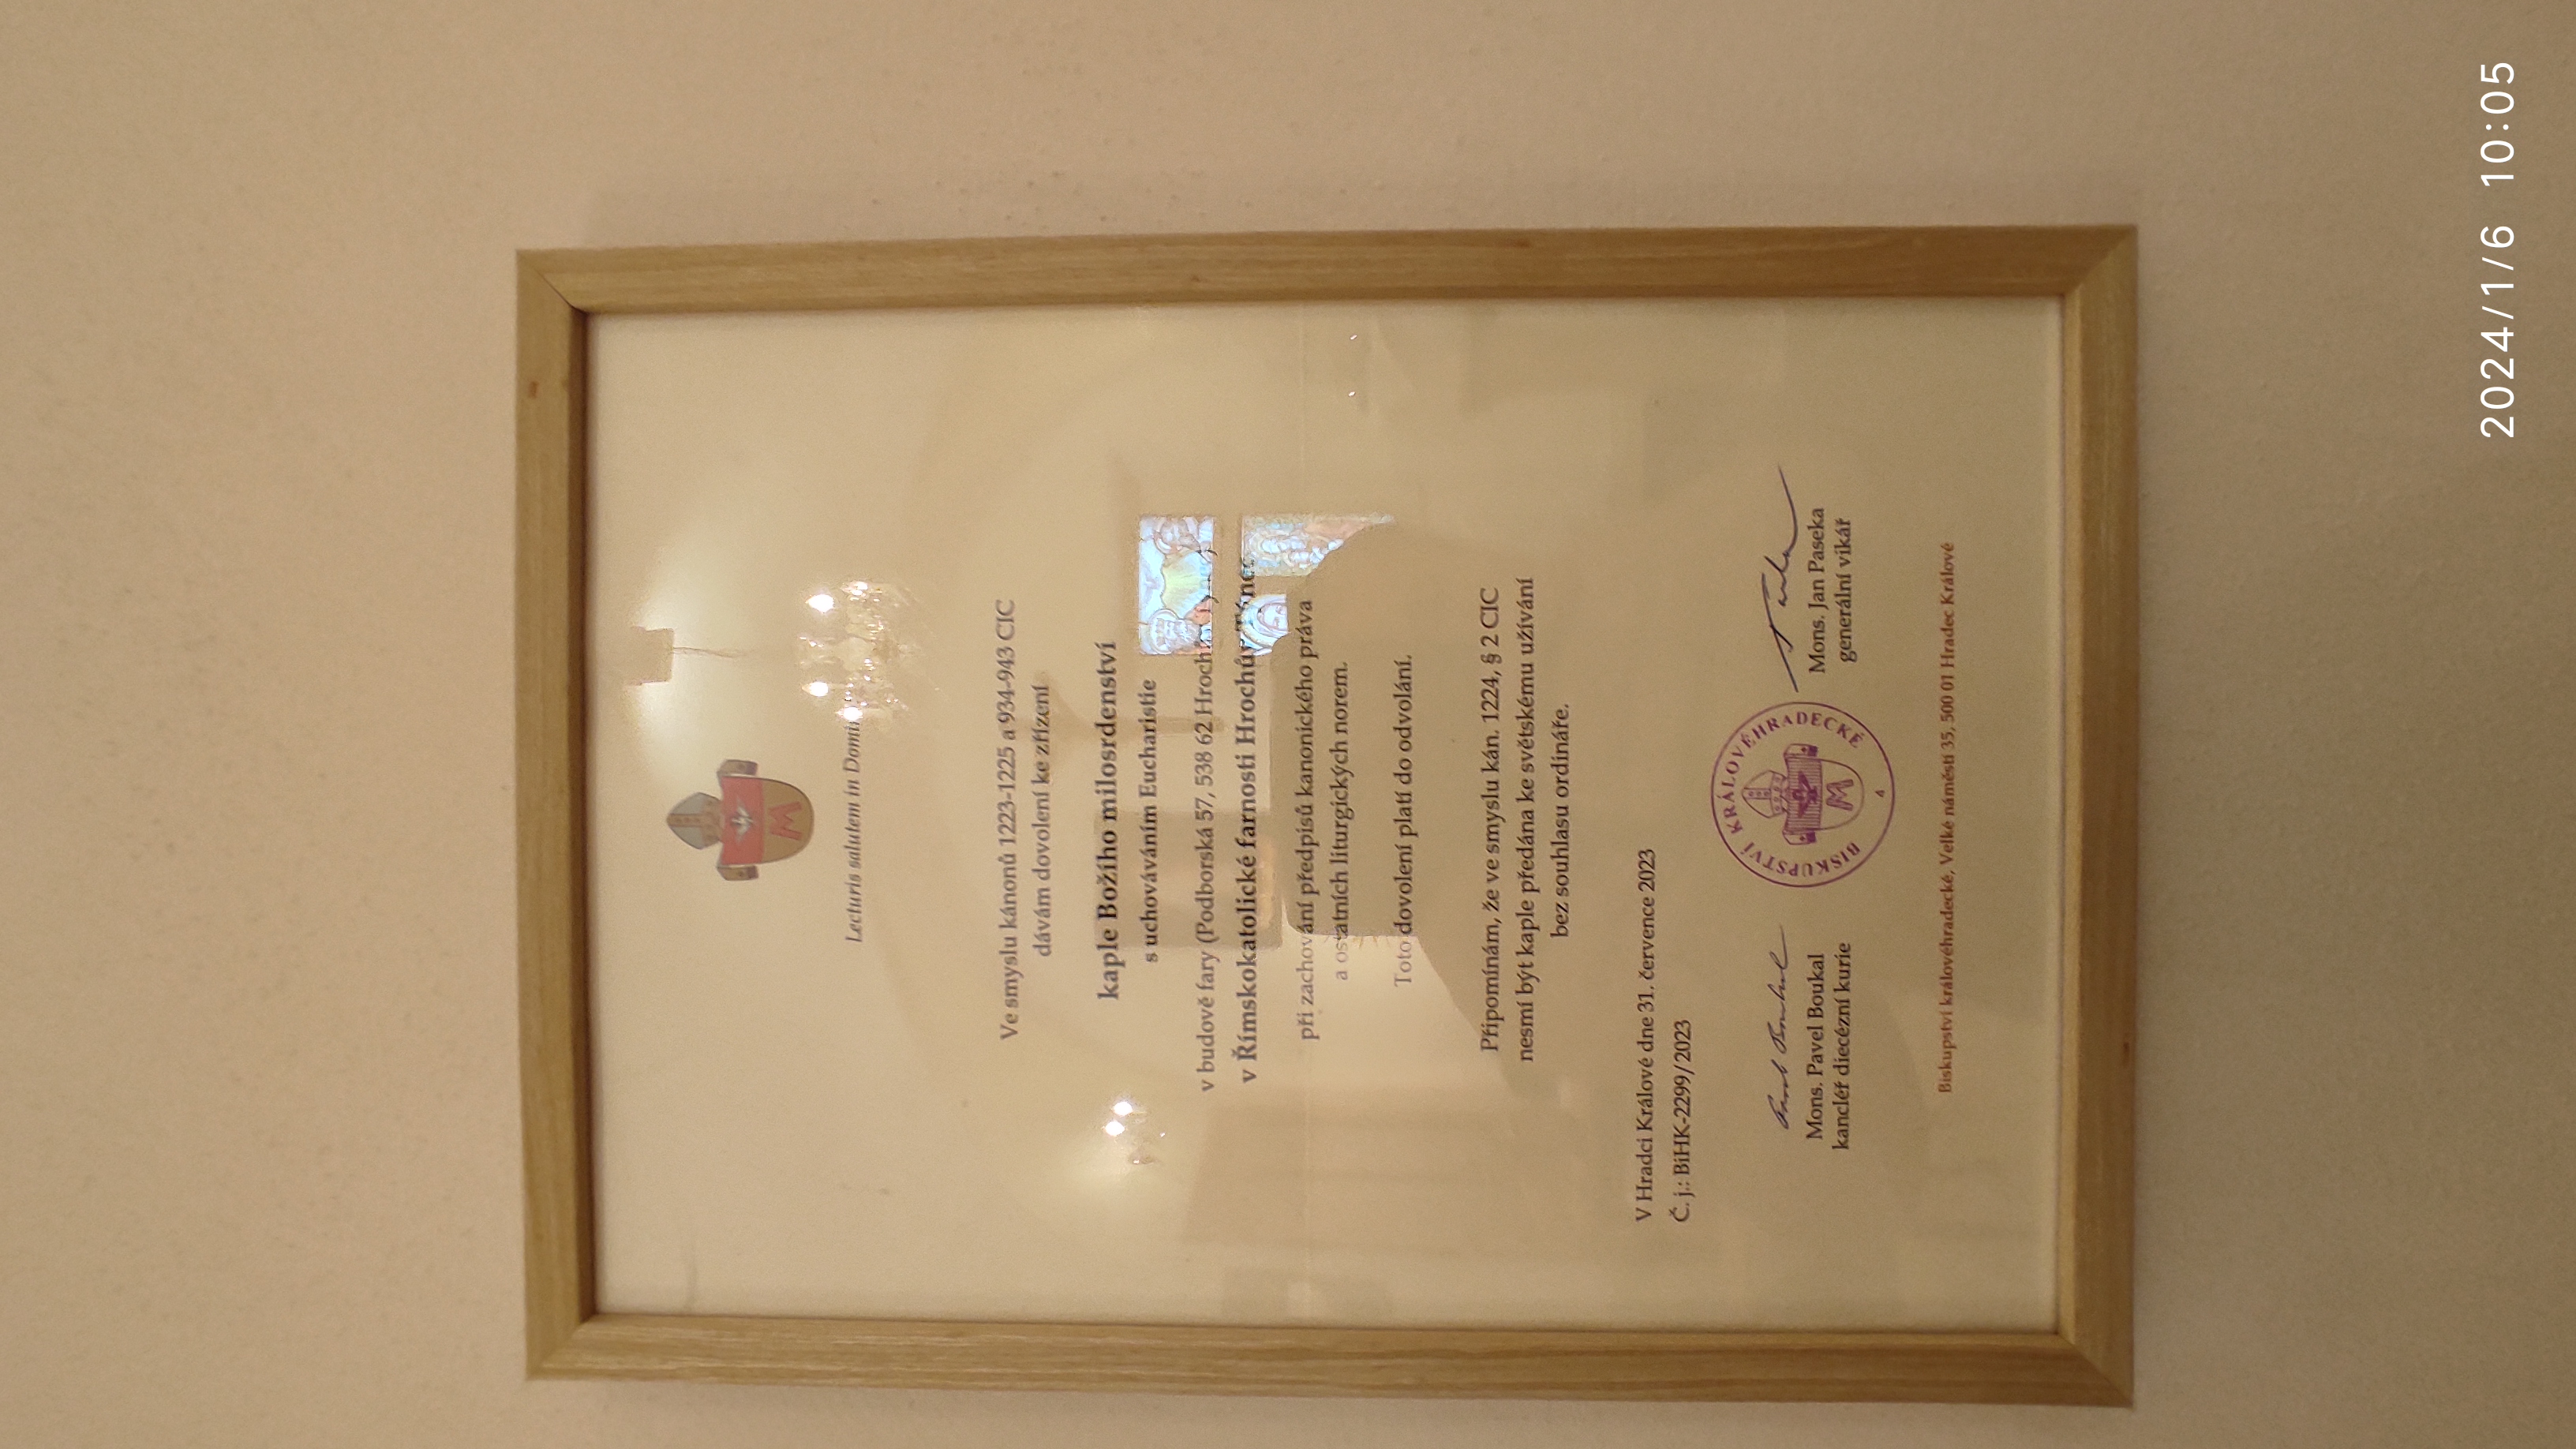 Lecturis salutem in
Ve smyslu kánonů 1223-1225 a 934-943 CIC
dávám dovolení ke zřízení
kaple Božího milosrdenství
s uchováváním Eucharistie
v budově fary (Podborská 57, 538 62
v Římskokatolické farnosti Hrochův Týnec
při zachování předpisů kanonického práva
a ostatních liturgických norem.
Toto dovolení platí do odvolání.
Připomínám, že ve smyslu kán. 1224, § 2 CIC
nesmí být kaple předána ke světskému užívání
bez souhlasu ordináře.
V Hradci Králové dne 31. července 2023
Č. j.: BiHK-2299/2023
BISKUPSTVÍ KRÁLOVÉHRADECKÉ
4
Mons. Pavel Boukal
kancléř diecézní kurie
Mons. Jan Paseka
generální vikář
Biskupství královéhradecké, Velké náměstí 35, 500 01 Hradec Králové
2024/1/6 10:05